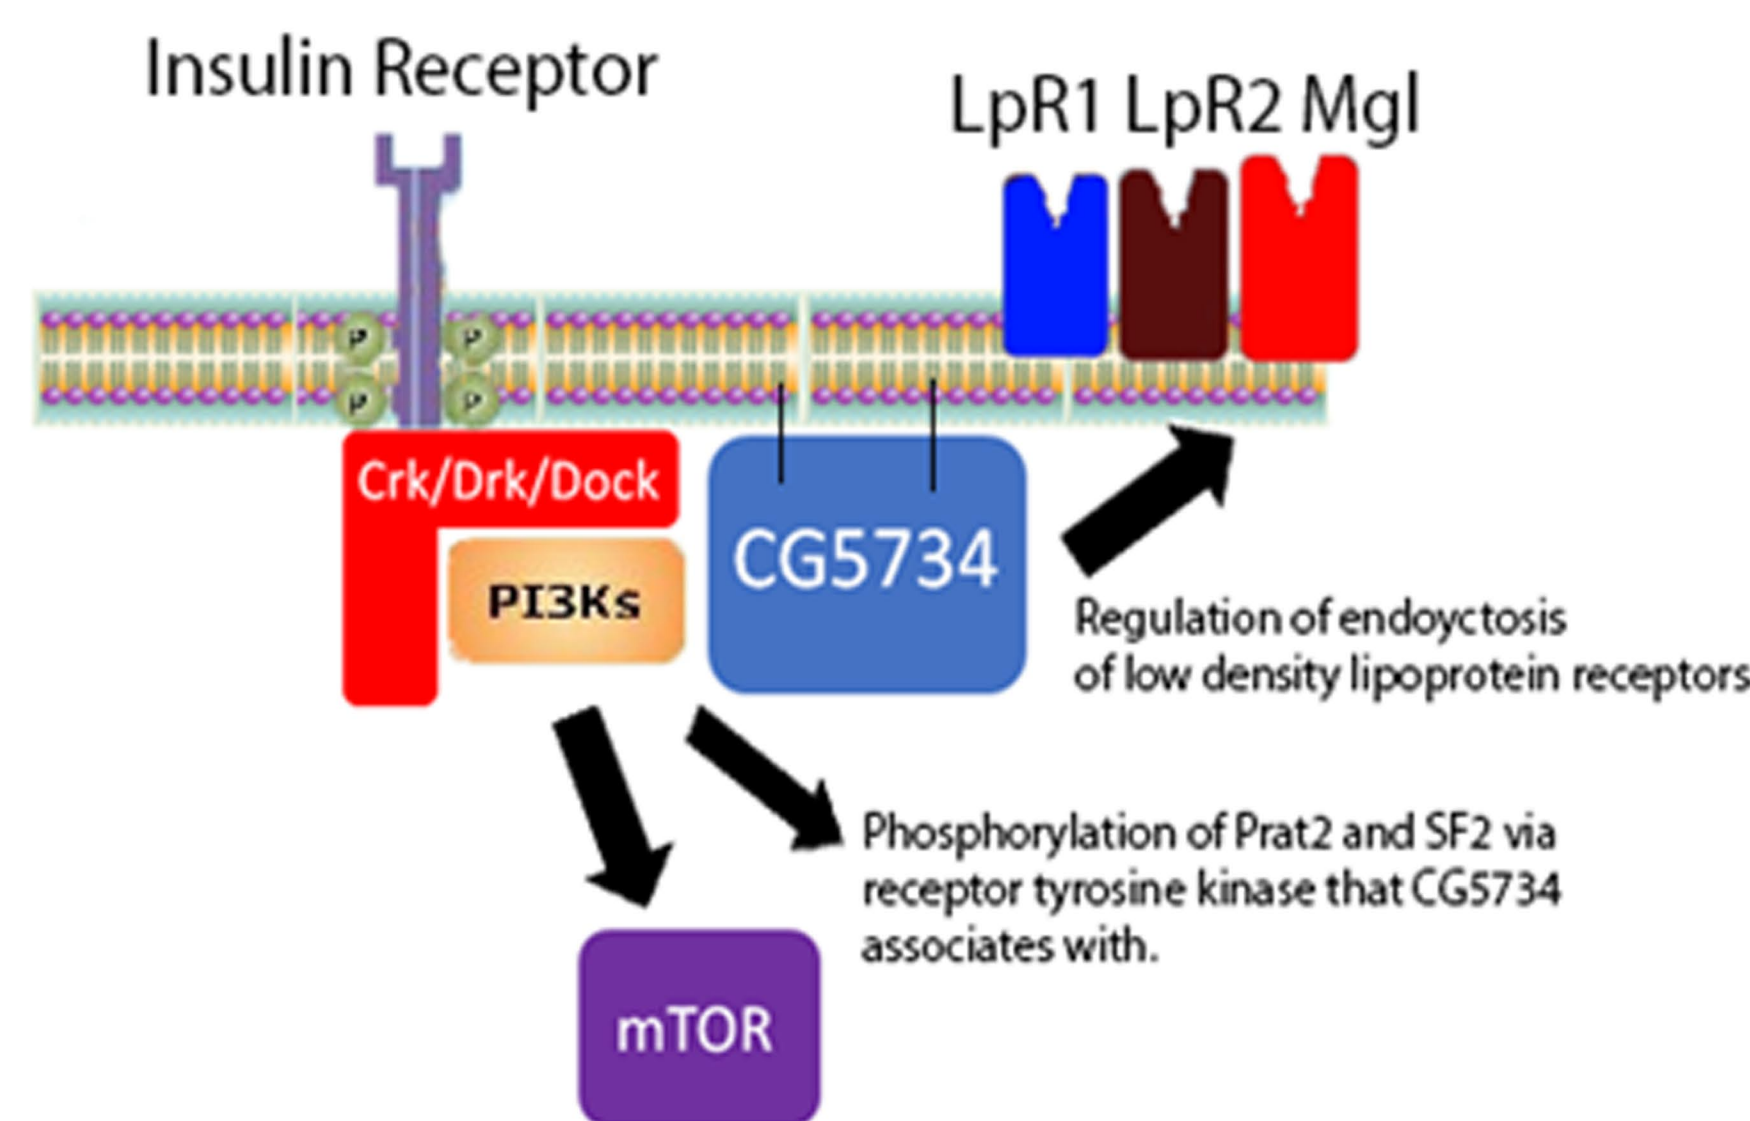 Insulin Receptor
LpR1 LpR2 Mgl
P P
P P
Crk/Drk/Dock
PI3Ks
CG5734
Regulation of endoyctosis
of low density lipoprotein receptors
Phosphorylation of Prat2 and SF2 via
receptor tyrosine kinase that CG5734
associates with.
mTOR